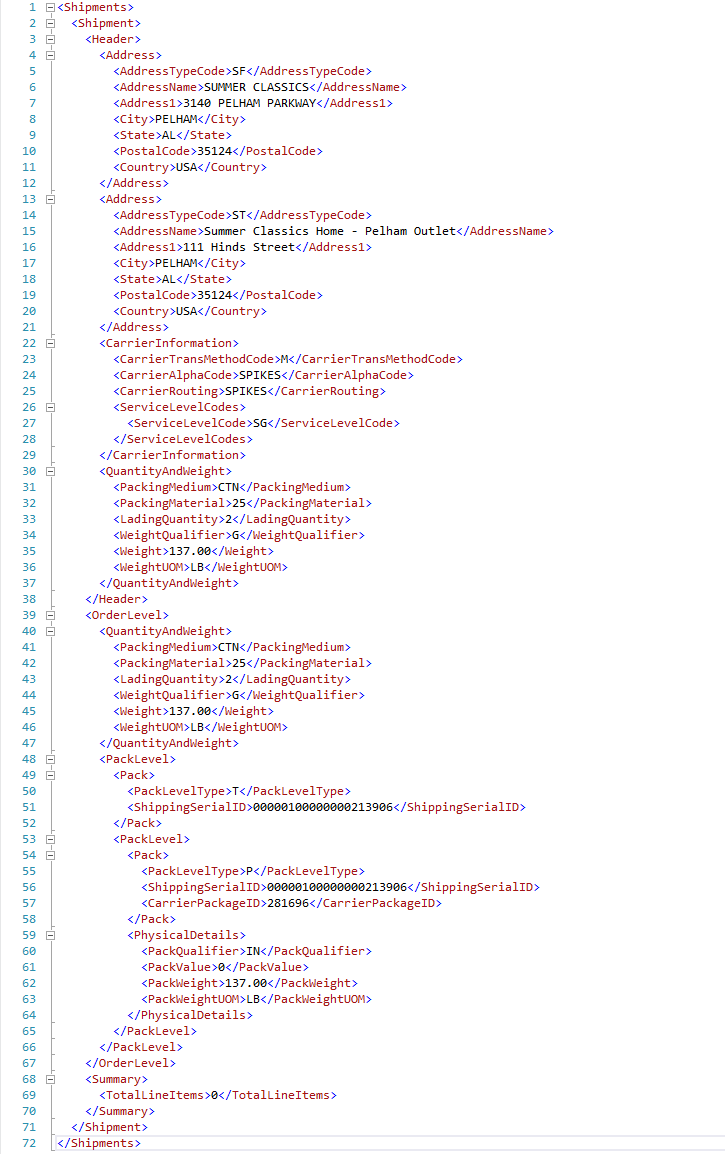 1 <Shipments>
2 <Shipment>
3 <Header>
4 <Address>
5 <AddressTypeCode>SF</AddressTypeCode>
6 <AddressName>SUMMER CLASSICS</AddressName>
7 <Address1>3140 PELHAM PARKWAY</Address1>
8 <City>PELHAM</City>
9 <State>AL</State>
10 <PostalCode>35124</PostalCode>
11 <Country>USA</Country>
12 </Address>
13 <Address>
14 <AddressTypeCode>ST</AddressTypeCode>
15 <AddressName>Summer Classics Home - Pelham Outlet</AddressName>
16 <Address1>111 Hinds Street</Address1>
17 <City>PELHAM</City>
18 <State>AL</State>
19 <PostalCode>35124</PostalCode>
20 <Country>USA</Country>
21 </Address>
22 <CarrierInformation>
23 <CarrierTransMethodCode>M</CarrierTransMethodCode>
24 <CarrierAlphaCode>SPIKES</CarrierAlphaCode>
25 <CarrierRouting>SPIKES</CarrierRouting>
26 <ServiceLevelCodes>
27 <ServiceLevelCode>SG</ServiceLevelCode>
28 </ServiceLevelCodes>
29 </CarrierInformation>
30 <QuantityAndWeight>
31 <PackingMedium>CTN</PackingMedium>
32 <PackingMaterial>25</PackingMaterial>
33 <LadingQuantity>2</LadingQuantity>
34 <WeightQualifier>G</WeightQualifier>
35 <Weight>137.00</Weight>
36 <WeightUOM>LB</WeightUOM>
37 </QuantityAndWeight>
38 </Header>
39 <OrderLevel>
40 <QuantityAndWeight>
41 <PackingMedium>CTN</PackingMedium>
42 <PackingMaterial>25</PackingMaterial>
43 <LadingQuantity>2</LadingQuantity>
44 <WeightQualifier>G</WeightQualifier>
45 <Weight>137.00</Weight>
46 <WeightUOM>LB</WeightUOM>
47 </QuantityAndWeight>
48 <PackLevel>
49 <Pack>
50 <PackLevelType>T</PackLevelType>
51 <ShippingSerialID>00000100000000213906</ShippingSerialID>
52 </Pack>
53 <PackLevel>
54 <Pack>
55 <PackLevelType>P</PackLevelType>
56 <ShippingSerialID>00000100000000213906</ShippingSerialID>
57 <CarrierPackageID>281696</CarrierPackageID>
58 </Pack>
59 <PhysicalDetails>
60 <PackQualifier>IN</PackQualifier>
61 <PackValue>0</PackValue>
62 <PackWeight>137.00</PackWeight>
63 <PackWeightUOM>LB</PackWeightUOM>
64 </PhysicalDetails>
65 </PackLevel>
66 </PackLevel>
67 </OrderLevel>
68 <Summary>
69 <TotalLineItems>0</TotalLineItems>
70 </Summary>
71 </Shipment>
72 </Shipments>